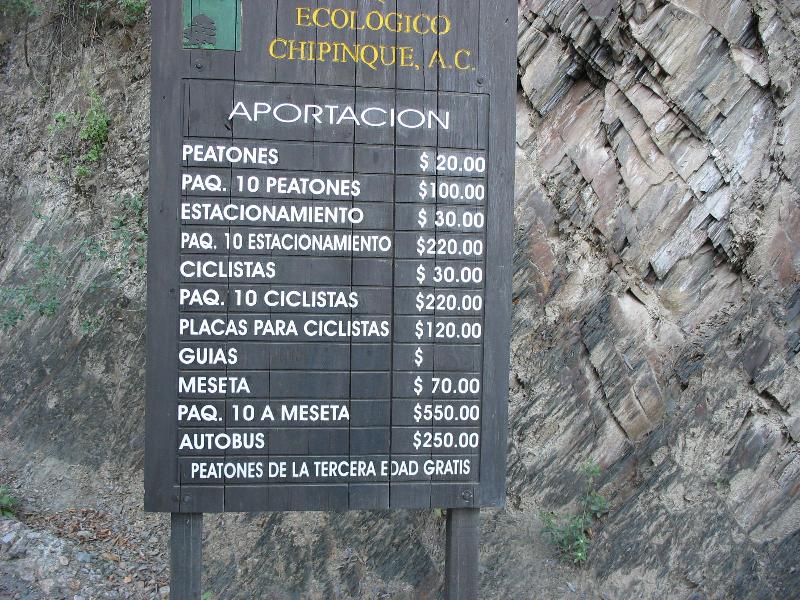 ECOLOGICO
CHIPINQUE, A.C.
APORTACION
PEATONES $ 20.00
PAQ. 10 PEATONES $100.00
ESTACIONAMIENTO $ 30.00
PAQ. 10 ESTACIONAMIENTO $220.00
CICLISTAS $ 30.00
PAQ. 10 CICLISTAS $220.00
PLACAS PARA CICLISTAS $120.00
GUIAS $
MESETA $ 70.00
PAQ. 10 A MESETA $550.00
AUTOBUS $250.00
PEATONES DE LA TERCERA EDAD GRATIS